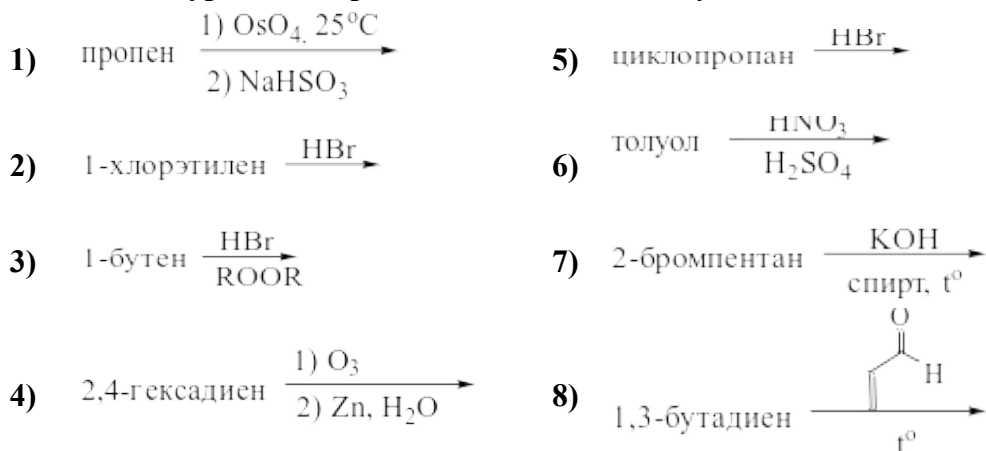 1) пропен 1) OsO₄, 25°C 2) NaHSO₃
2) 1-хлорэтилен HBr
3) 1-бутен HBr ROOR
4) 2,4-гексадиен 1) O₃ 2) Zn, H₂O
5) циклопропан HBr
6) толуол HNO₃ H₂SO₄
7) 2-бромпентан KOH спирт, t°
8) 1,3-бутадиен O H t°